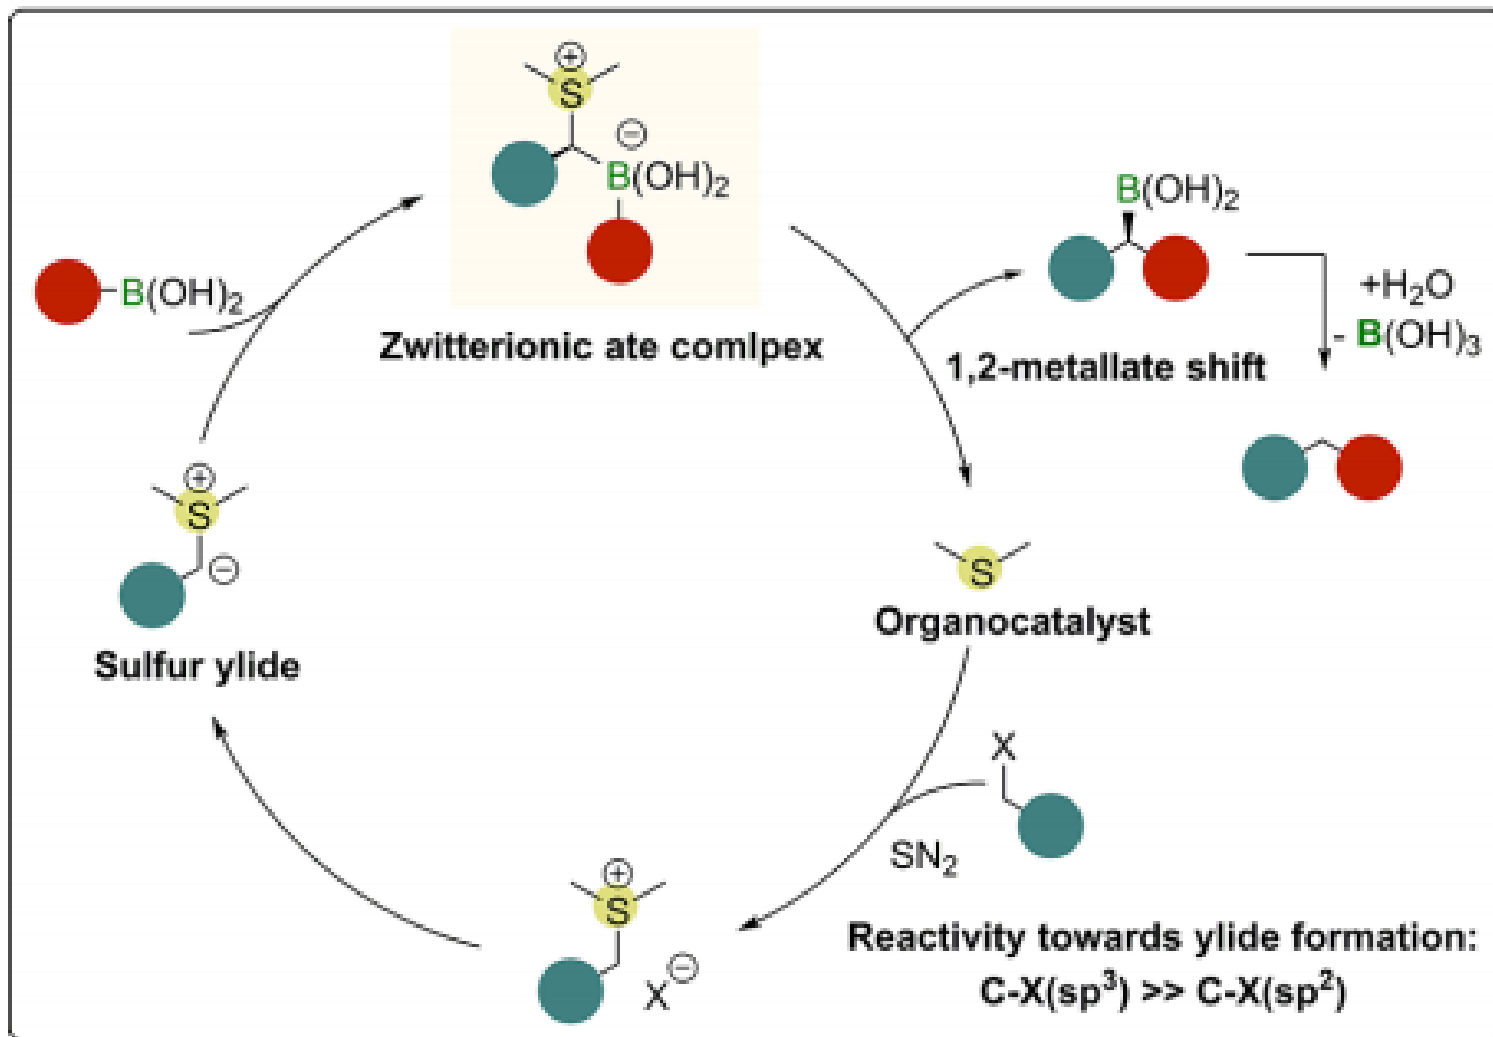 ⊕
S
⊖
B(OH)₂
Zwitterionic ate comlpex
B(OH)₂
B(OH)₂
+H₂O
- B(OH)₃
1,2-metallate shift
⊕
S
⊖
Sulfur ylide
S
Organocatalyst
X
SN₂
⊕
S
X⊖
Reactivity towards ylide formation:
C-X(sp³) >> C-X(sp²)